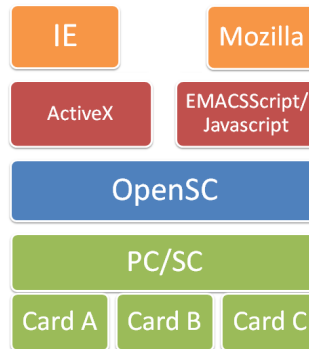 IE
Mozilla
ActiveX
EMACSScript/
Javascript
OpenSC
PC/SC
Card A
Card B
Card C